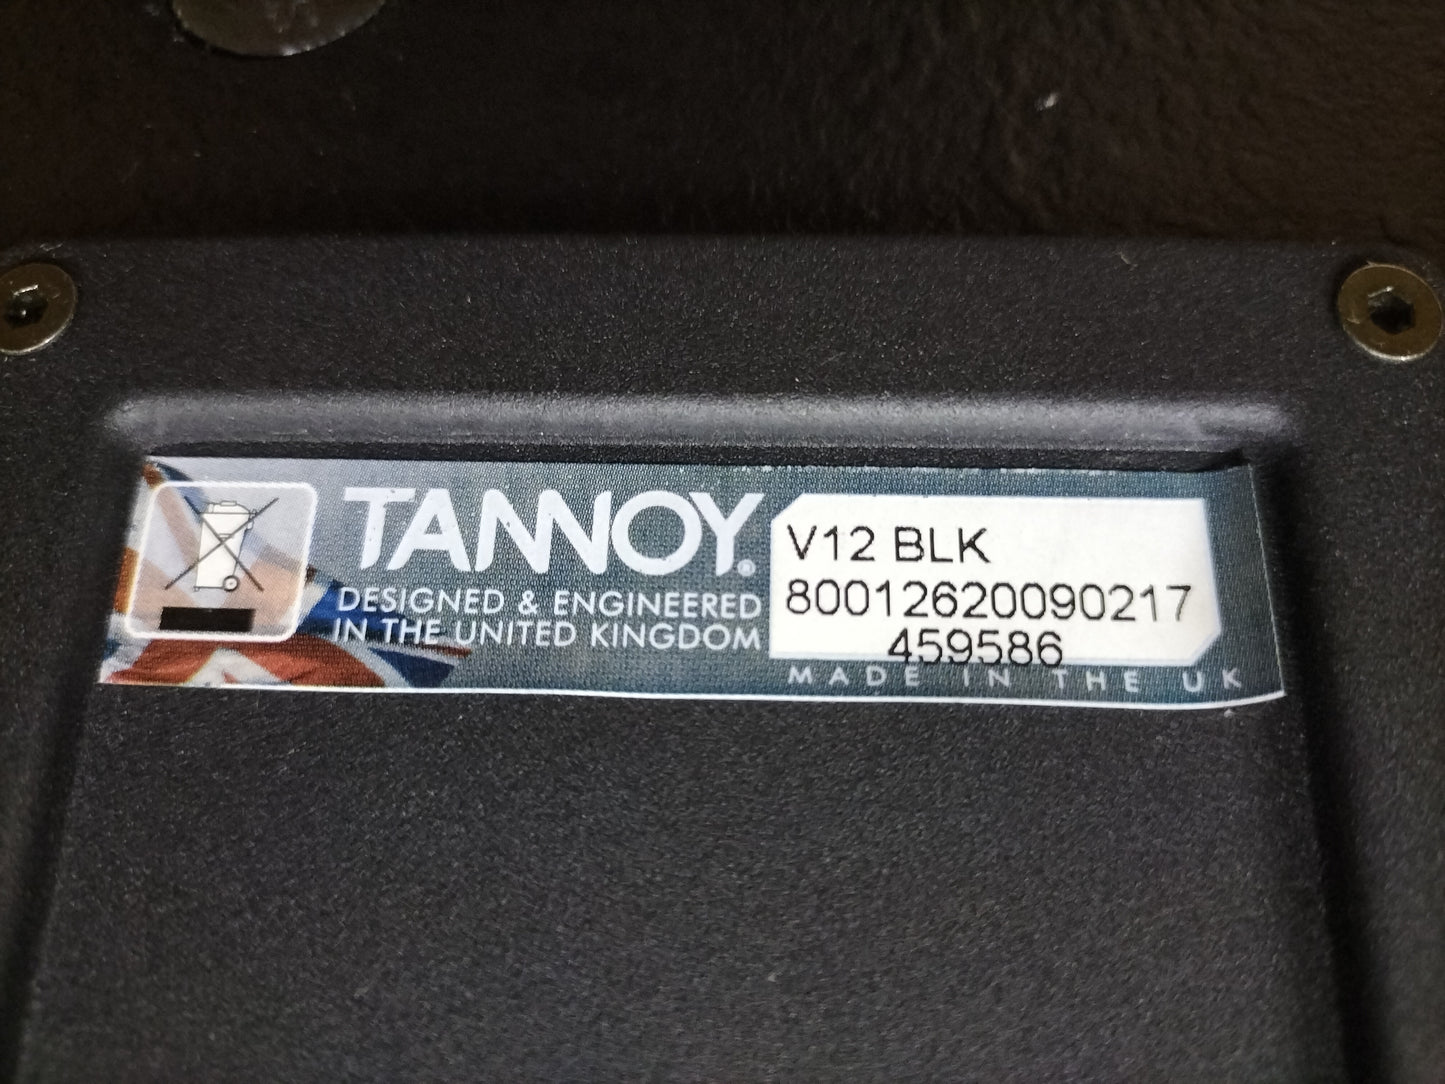 TANNOY®
DESIGNED & ENGINEERED
IN THE UNITED KINGDOM
V12 BLK
80012620090217
459586
MADE IN THE UK